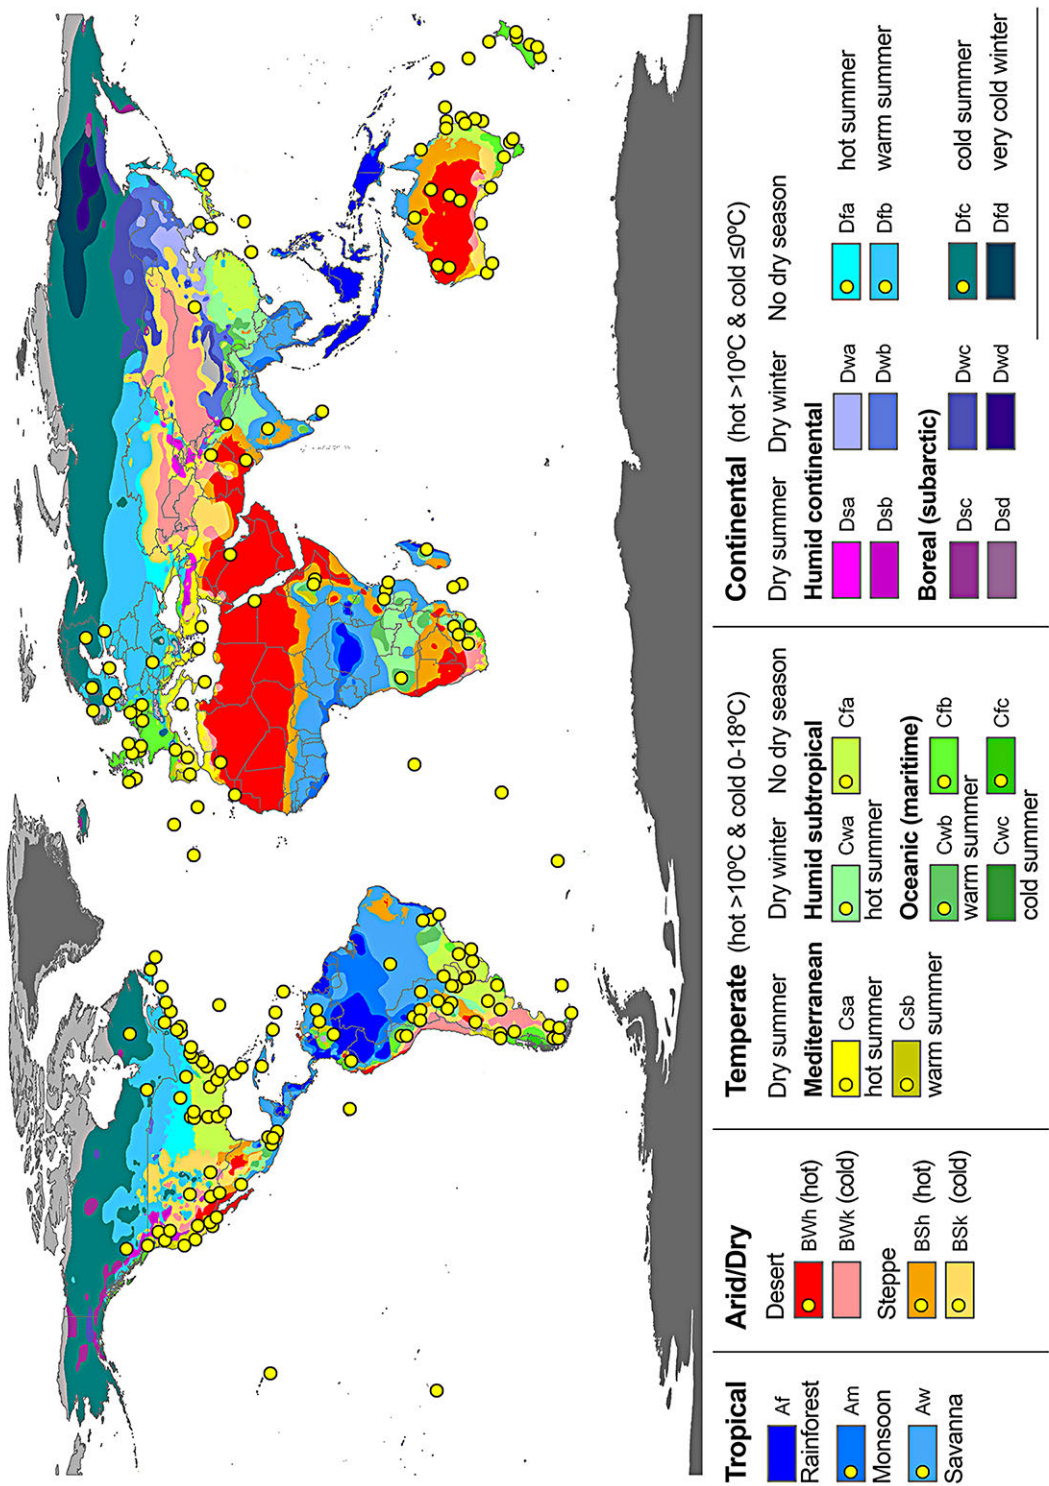 Tropical
Af
Rainforest
Am
Monsoon
Aw
Savanna
Arid/Dry
Desert
BWh (hot)
BWk (cold)
Steppe
BSh (hot)
BSk (cold)
Temperate (hot >10ºC & cold 0-18ºC)
Dry summer Dry winter No dry season
Mediterranean Humid subtropical
Csa Cwa Cfa
hot summer hot summer
Csb
warm summer
Oceanic (maritime)
Cwb Cfb
warm summer
Cwc Cfc
cold summer
Continental (hot >10ºC & cold ≤0ºC)
Dry summer Dry winter No dry season
Humid continental
Dsa Dwa Dfa hot summer
Dsb Dwb Dfb warm summer
Boreal (subarctic)
Dsc Dwc Dfc cold summer
Dsd Dwd Dfd very cold winter